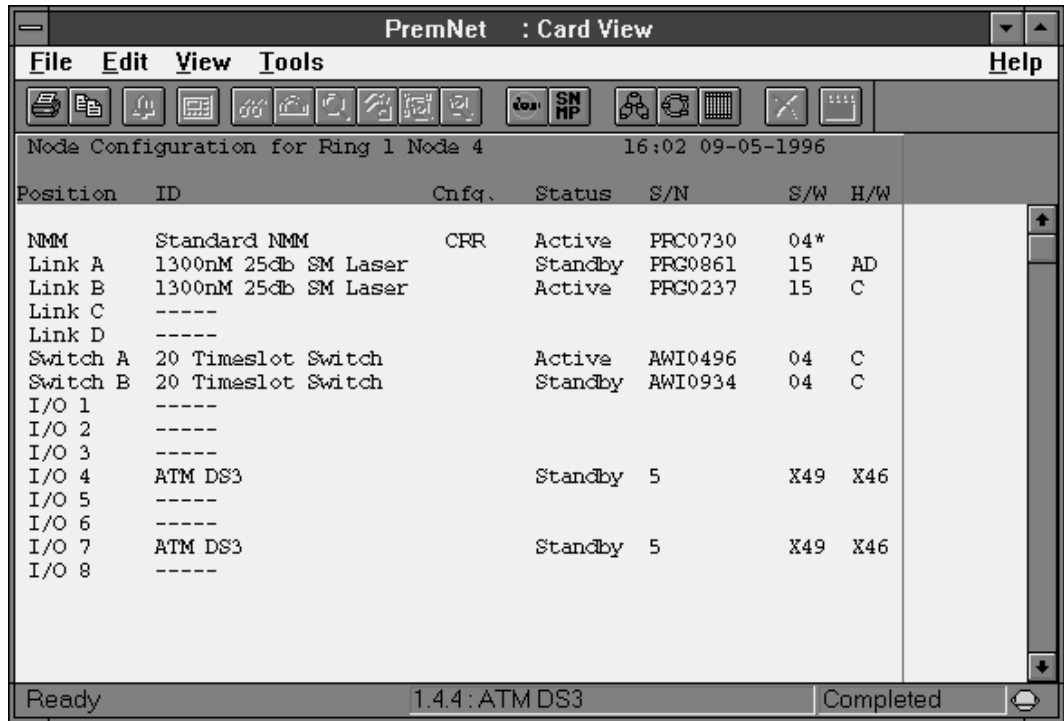 PremNet : Card View
File Edit View Tools Help
SN MP
Node Configuration for Ring 1 Node 4 16:02 09-05-1996
Position ID Cnfg. Status S/N S/W H/W
NMM Standard NMM CRR Active PRC0730 04*
Link A 1300nM 25db SM Laser Standby PRG0861 15 AD
Link B 1300nM 25db SM Laser Active PRG0237 15 C
Link C -----
Link D -----
Switch A 20 Timeslot Switch Active AWI0496 04 C
Switch B 20 Timeslot Switch Standby AWI0934 04 C
I/O 1 -----
I/O 2 -----
I/O 3 -----
I/O 4 ATM DS3 Standby 5 X49 X46
I/O 5 -----
I/O 6 -----
I/O 7 ATM DS3 Standby 5 X49 X46
I/O 8 -----
Ready 1.4.4 : ATM DS3 Completed